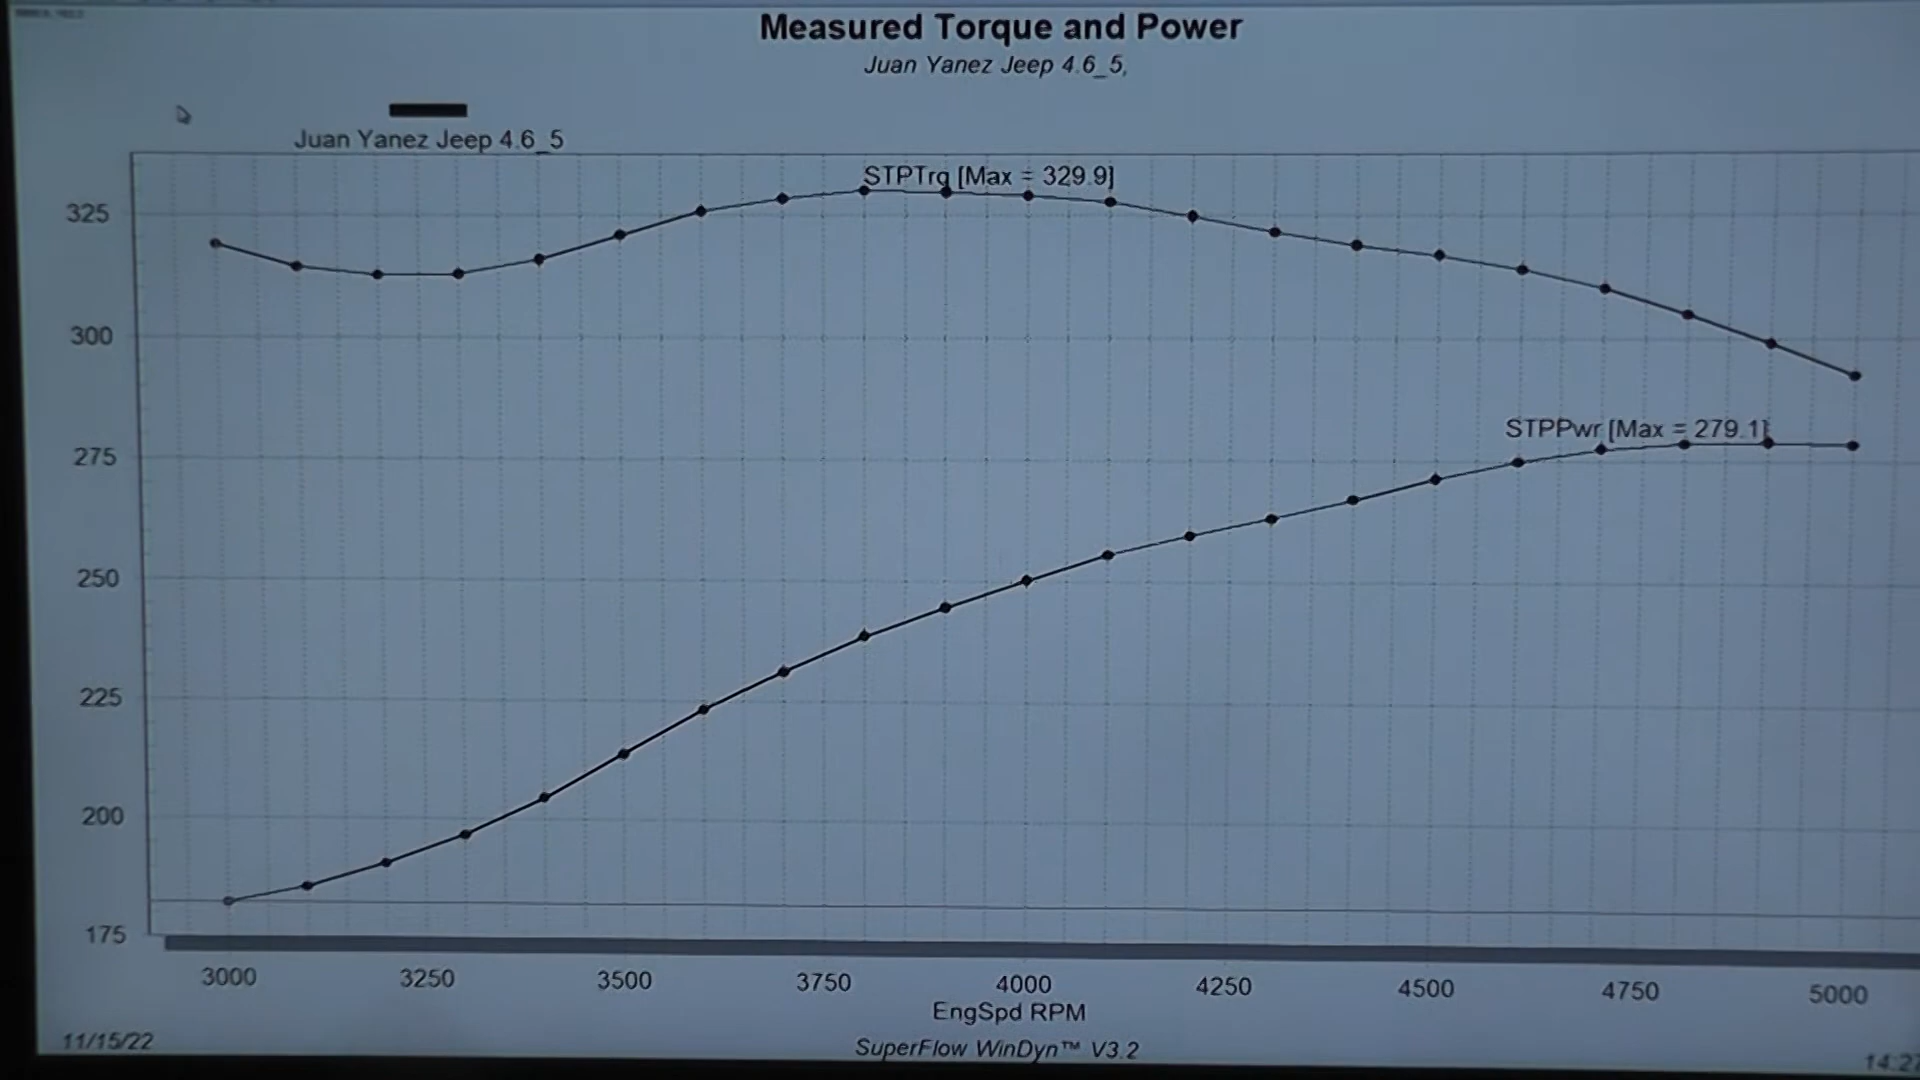 Measured Torque and Power
Juan Yanez Jeep 4.6_5,
Juan Yanez Jeep 4.6_5
STPTrq [Max = 329.9]
325
300
STPPwr [Max = 279.1]
275
250
225
200
175
3000 3250 3500 3750 4000 4250 4500 4750 5000
EngSpd RPM
11/15/22
SuperFlow WinDyn™ V3.2
14:27